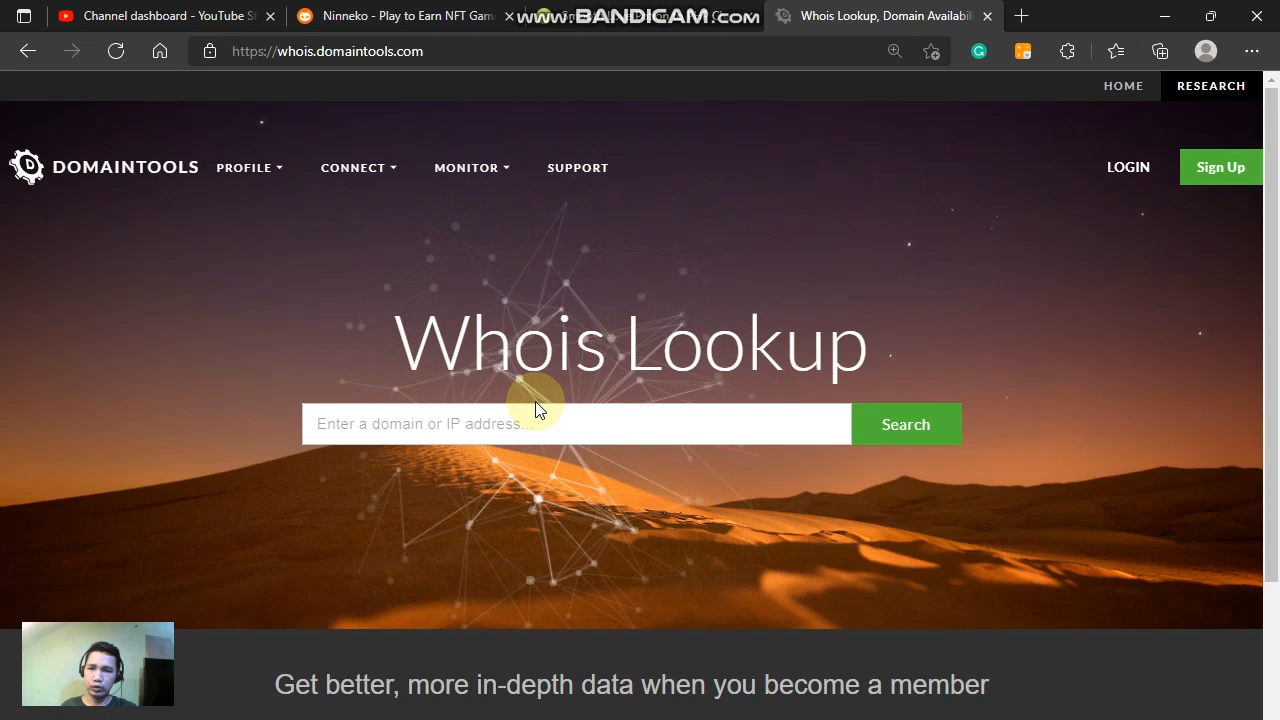 Channel dashboard - YouTube St
Ninneko - Play to Earn NFT Gam
www.BANDICAM.com
Whois Lookup, Domain Availabil
https://whois.domaintools.com
HOME
RESEARCH
DOMAINTOOLS
PROFILE
CONNECT
MONITOR
SUPPORT
LOGIN
Sign Up
Whois Lookup
Enter a domain or IP address...
Search
Get better, more in-depth data when you become a member